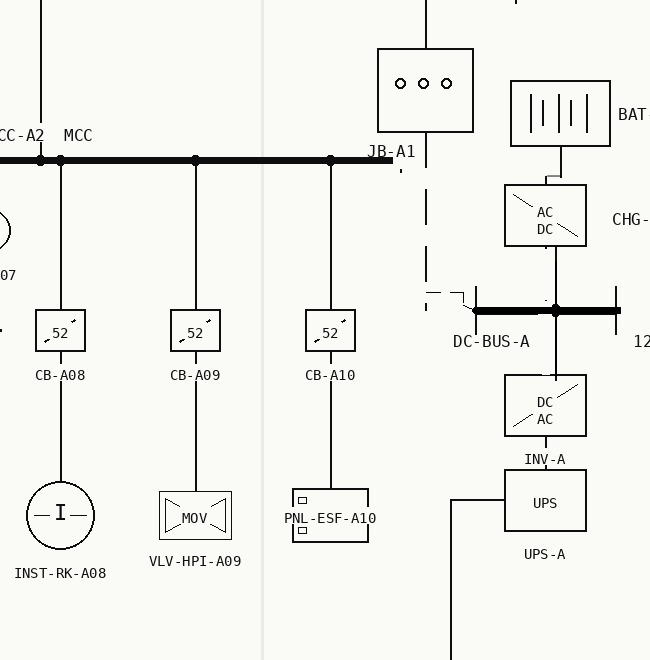 CC-A2 MCC
JB-A1
BAT-
AC
DC
CHG-
07
52
52
52
DC-BUS-A
12
CB-A08
CB-A09
CB-A10
DC
AC
INV-A
I
MOV
PNL-ESF-A10
UPS
INST-RK-A08
VLV-HPI-A09
UPS-A